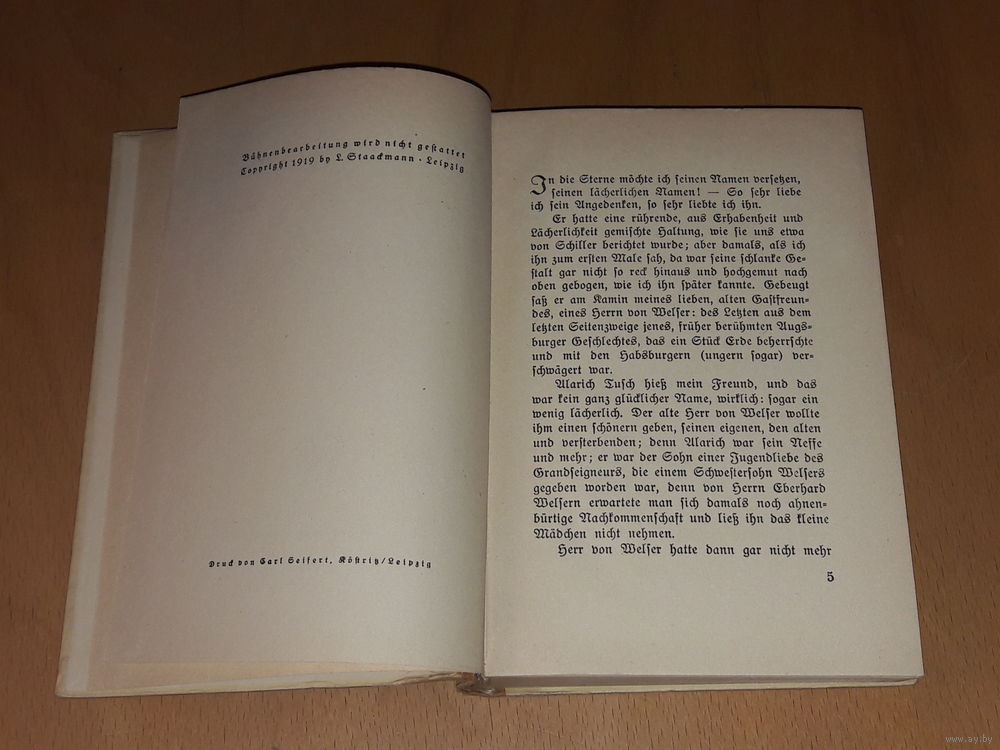 Bühnenbearbeitung wird nicht gestattet
Copyright 1919 by L. Staackmann · Leipzig
Druck von Carl Seifert, Köstritz/Leipzig
In die Sterne möchte ich seinen Namen versetzen,
seinen lächerlichen Namen! — So sehr liebe
ich sein Angedenken, so sehr liebte ich ihn.
Er hatte eine rührende, aus Erhabenheit und
Lächerlichkeit gemischte Haltung, wie sie uns etwa
von Schiller berichtet wurde; aber damals, als ich
ihn zum ersten Male sah, da war seine schlanke Ge-
stalt gar nicht so reck hinaus und hochgemut nach
oben gebogen, wie ich ihn später kannte. Gebeugt
saß er am Kamin meines lieben, alten Gastfreun-
des, eines Herrn von Welser: des Letzten aus dem
letzten Seitenzweige jenes, früher berühmten Augs-
burger Geschlechtes, das ein Stück Erde beherrschte
und mit den Habsburgern (ungern sogar) ver-
schwägert war.
Alarich Tusch hieß mein Freund, und das
war kein ganz glücklicher Name, wirklich: sogar ein
wenig lächerlich. Der alte Herr von Welser wollte
ihm einen schönern geben, seinen eigenen, den alten
und versterbenden; denn Alarich war sein Neffe
und mehr; er war der Sohn einer Jugendliebe des
Grandseigneurs, die einem Schwestersohn Welsers
gegeben worden war, denn von Herrn Eberhard
Welsern erwartete man sich damals noch ahnen-
bürtige Nachkommenschaft und ließ ihn das kleine
Mädchen nicht nehmen.
Herr von Welser hatte dann gar nicht mehr
5
www.ay.by